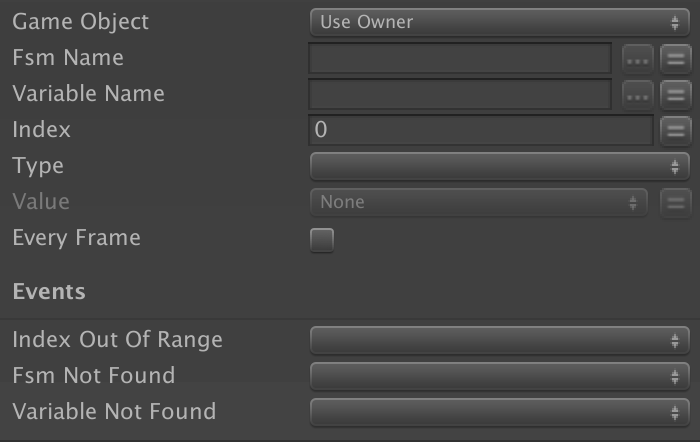 Game Object Use Owner
Fsm Name ... =
Variable Name ... =
Index 0 =
Type
Value None =
Every Frame
Events
Index Out Of Range
Fsm Not Found
Variable Not Found